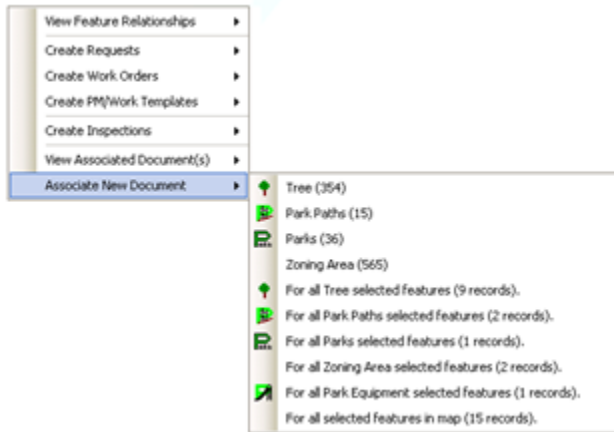 View Feature Relationships
Create Requests
Create Work Orders
Create PM/Work Templates
Create Inspections
View Associated Document(s)
Associate New Document
Tree (354)
Park Paths (15)
Parks (36)
Zoning Area (565)
For all Tree selected features (9 records).
For all Park Paths selected features (2 records).
For all Parks selected features (1 records).
For all Zoning Area selected features (2 records).
For all Park Equipment selected features (1 records).
For all selected features in map (15 records).